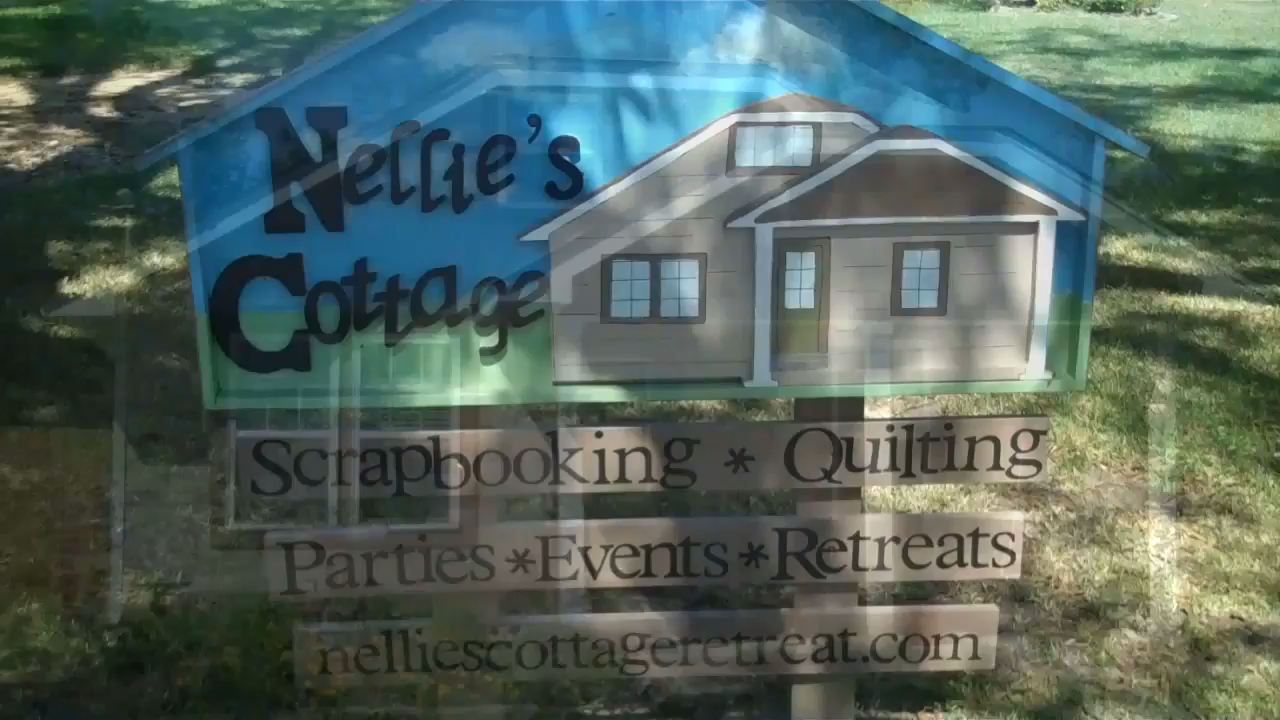 Nellie's
Cottage
Scrapbooking * Quilting
Parties *Events *Retreats
nelliescottageretreat.com